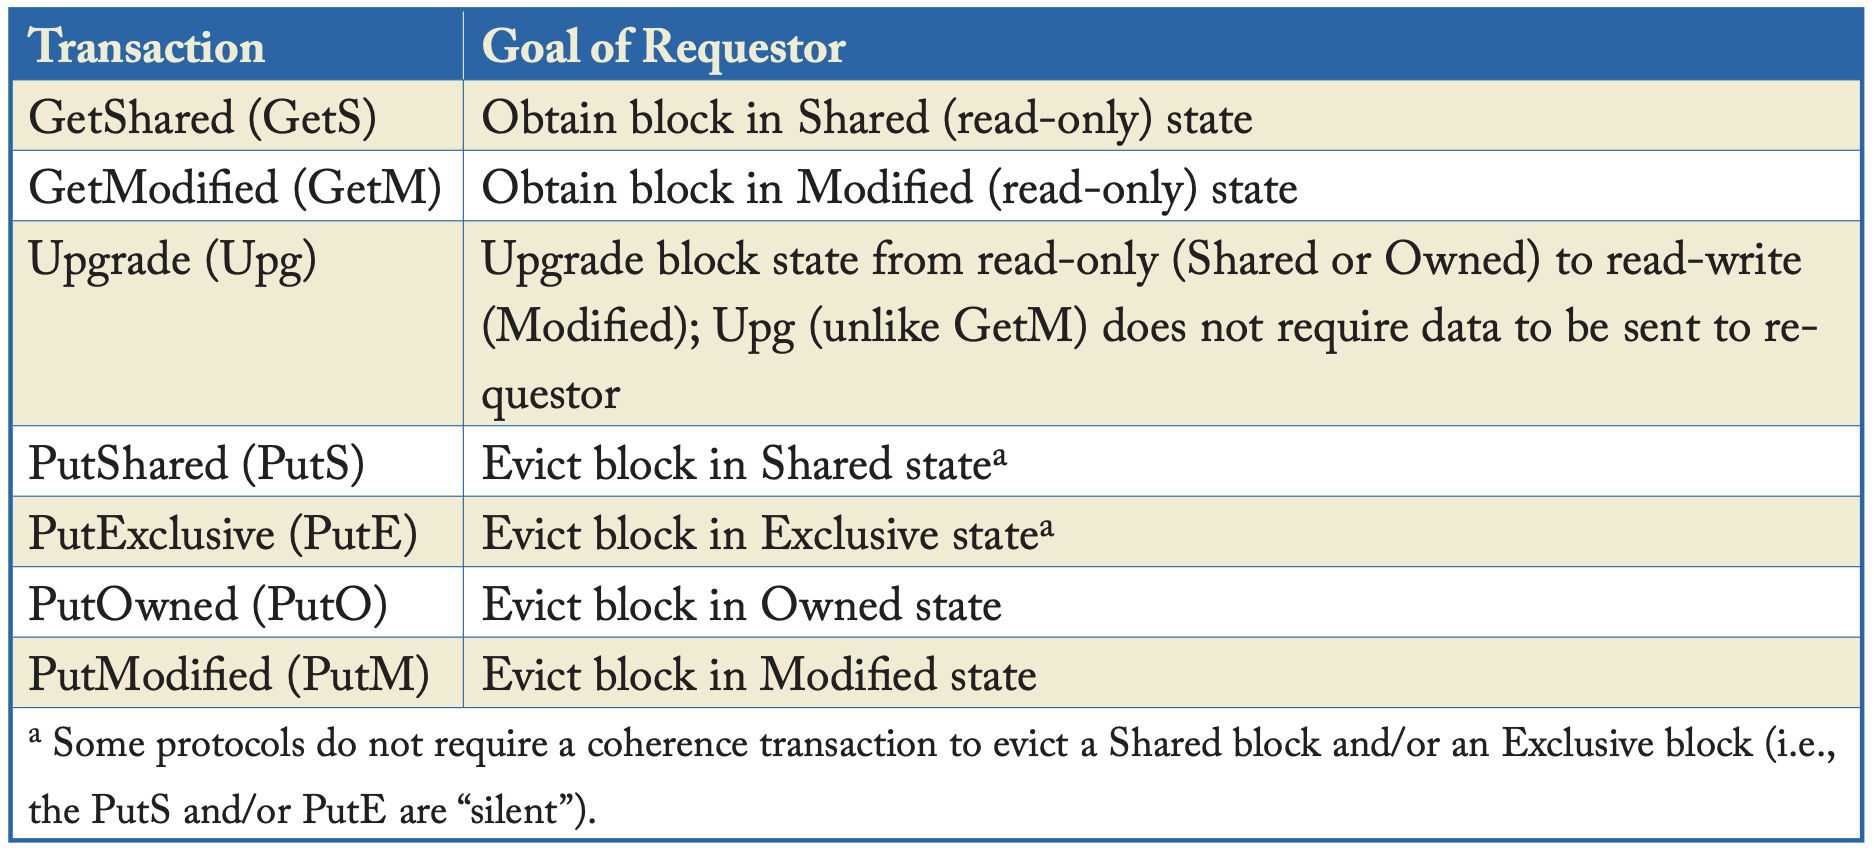 Transaction Goal of Requestor
GetShared (GetS) Obtain block in Shared (read-only) state
GetModified (GetM) Obtain block in Modified (read-only) state
Upgrade (Upg) Upgrade block state from read-only (Shared or Owned) to read-write
(Modified); Upg (unlike GetM) does not require data to be sent to re-
questor
PutShared (PutS) Evict block in Shared stateᵃ
PutExclusive (PutE) Evict block in Exclusive stateᵃ
PutOwned (PutO) Evict block in Owned state
PutModified (PutM) Evict block in Modified state
ᵃ Some protocols do not require a coherence transaction to evict a Shared block and/or an Exclusive block (i.e.,
the PutS and/or PutE are “silent”).